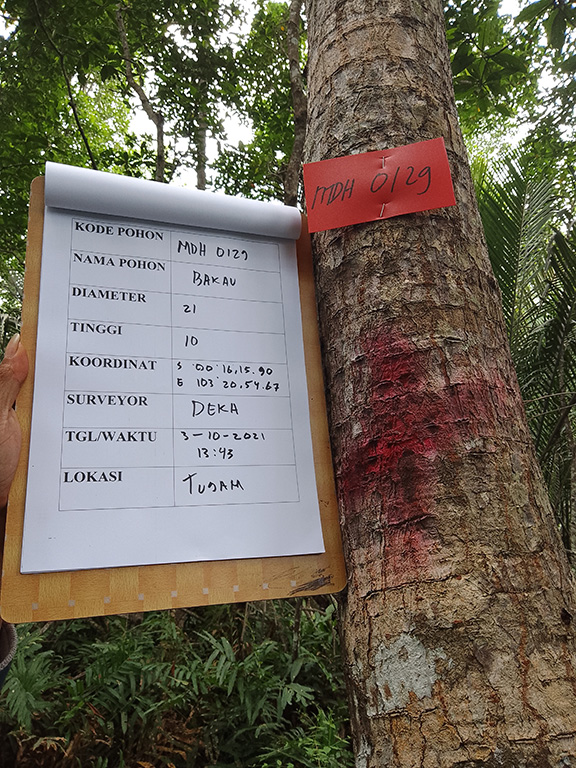 MDH 0129
KODE POHON MDH 0129
NAMA POHON BAKAU
DIAMETER 21
TINGGI 10
KOORDINAT S 00°16,15.90
E 103°20,54.67
SURVEYOR DEKA
TGL/WAKTU 3-10-2021
13:43
LOKASI TUJAM